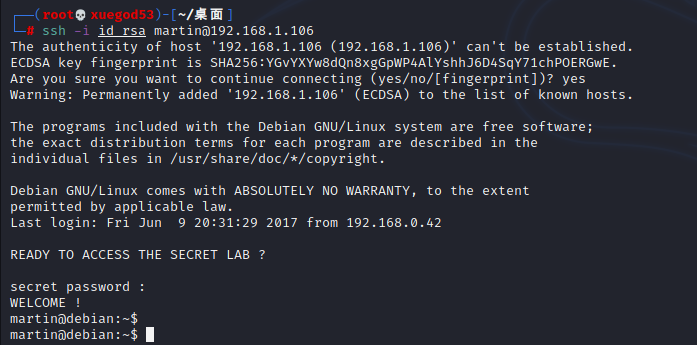 (root💀xuegod53)-[~/桌面]
# ssh -i id_rsa martin@192.168.1.106
The authenticity of host '192.168.1.106 (192.168.1.106)' can't be established.
ECDSA key fingerprint is SHA256:YGvYXYw8dQn8xgGpWP4AlYshhJ6D4SqY71chPOERGwE.
Are you sure you want to continue connecting (yes/no/[fingerprint])? yes
Warning: Permanently added '192.168.1.106' (ECDSA) to the list of known hosts.

The programs included with the Debian GNU/Linux system are free software;
the exact distribution terms for each program are described in the
individual files in /usr/share/doc/*/copyright.

Debian GNU/Linux comes with ABSOLUTELY NO WARRANTY, to the extent
permitted by applicable law.
Last login: Fri Jun  9 20:31:29 2017 from 192.168.0.42

READY TO ACCESS THE SECRET LAB ?

secret password :
WELCOME !
martin@debian:~$
martin@debian:~$